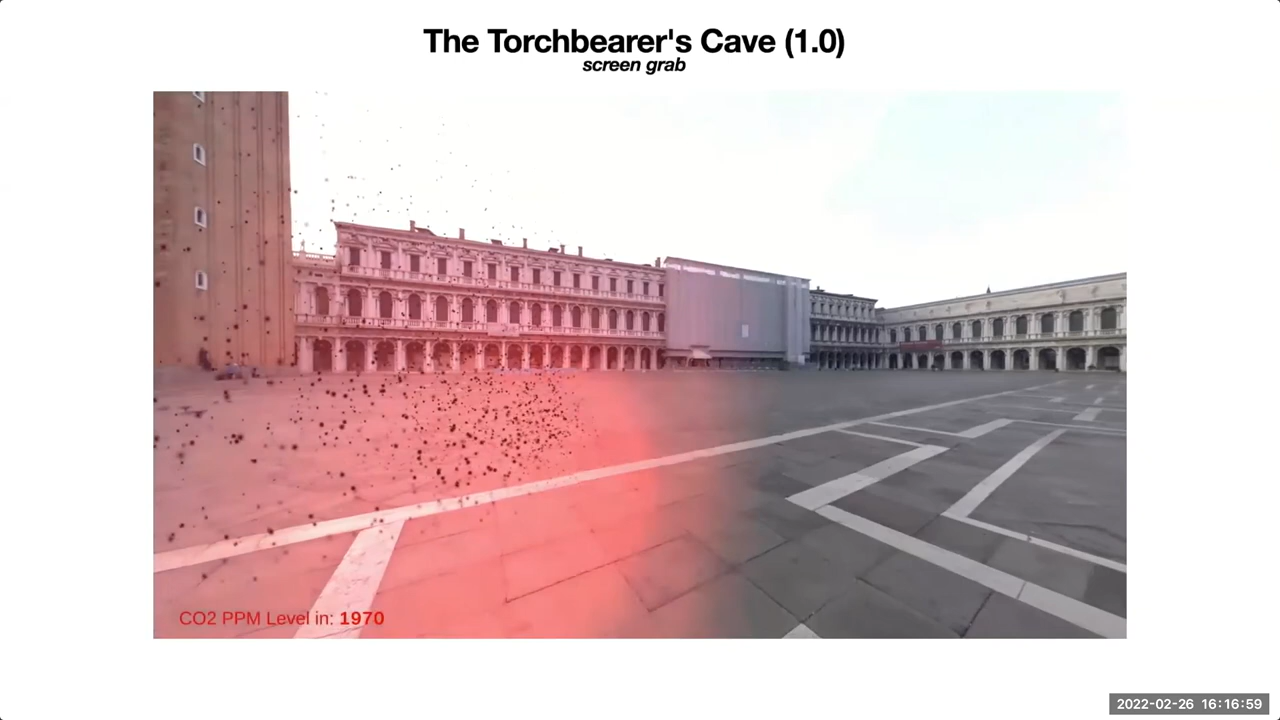 The Torchbearer's Cave (1.0)
screen grab
CO2 PPM Level in: 1970
2022-02-26 16:16:59